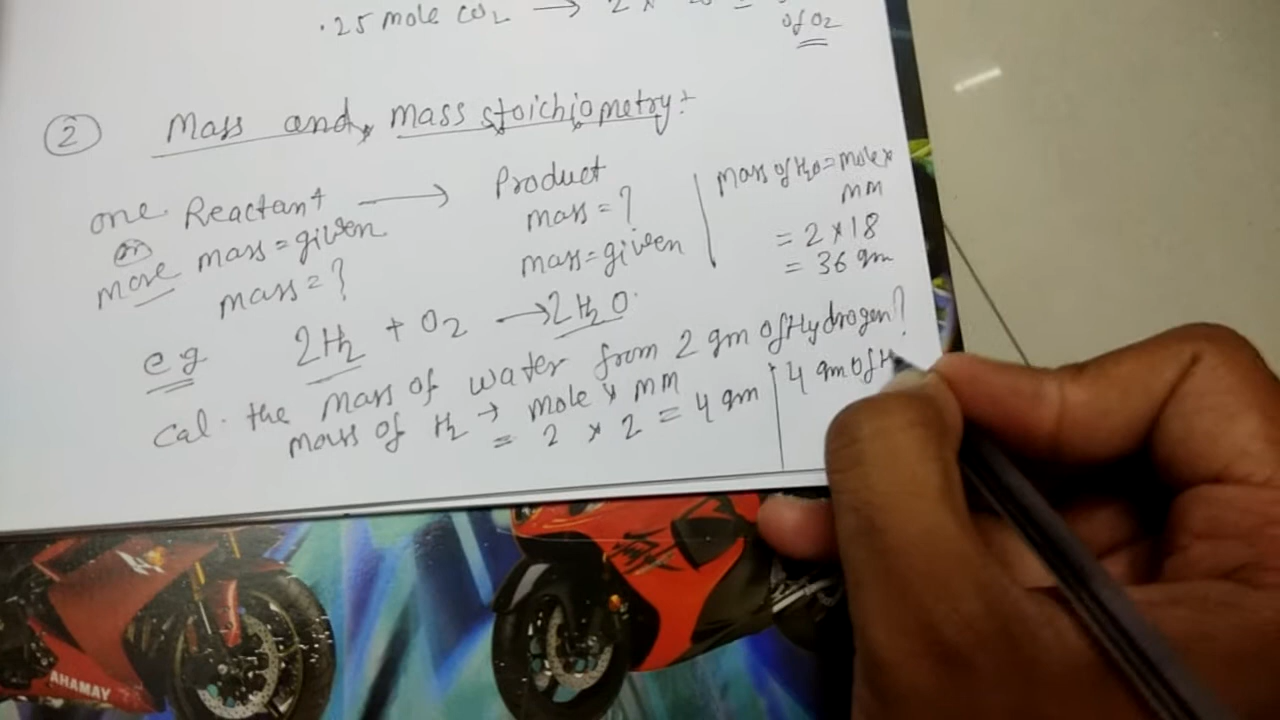 .25 mole CO2 → 2 ×
of O2
2 Mass and mass stoichiometry:
one Reactant → Product
or mass = given mass = ?
more mass = ? mass = given
Mass of H2O = mole ×
MM
= 2 × 18
= 36 gm
e.g 2H2 + O2 → 2H2O.
Cal. the mass of water from 2 gm of Hydrogen?
mass of H2 → mole × MM
= 2 × 2 = 4 gm
4 gm of H
AHAMAY